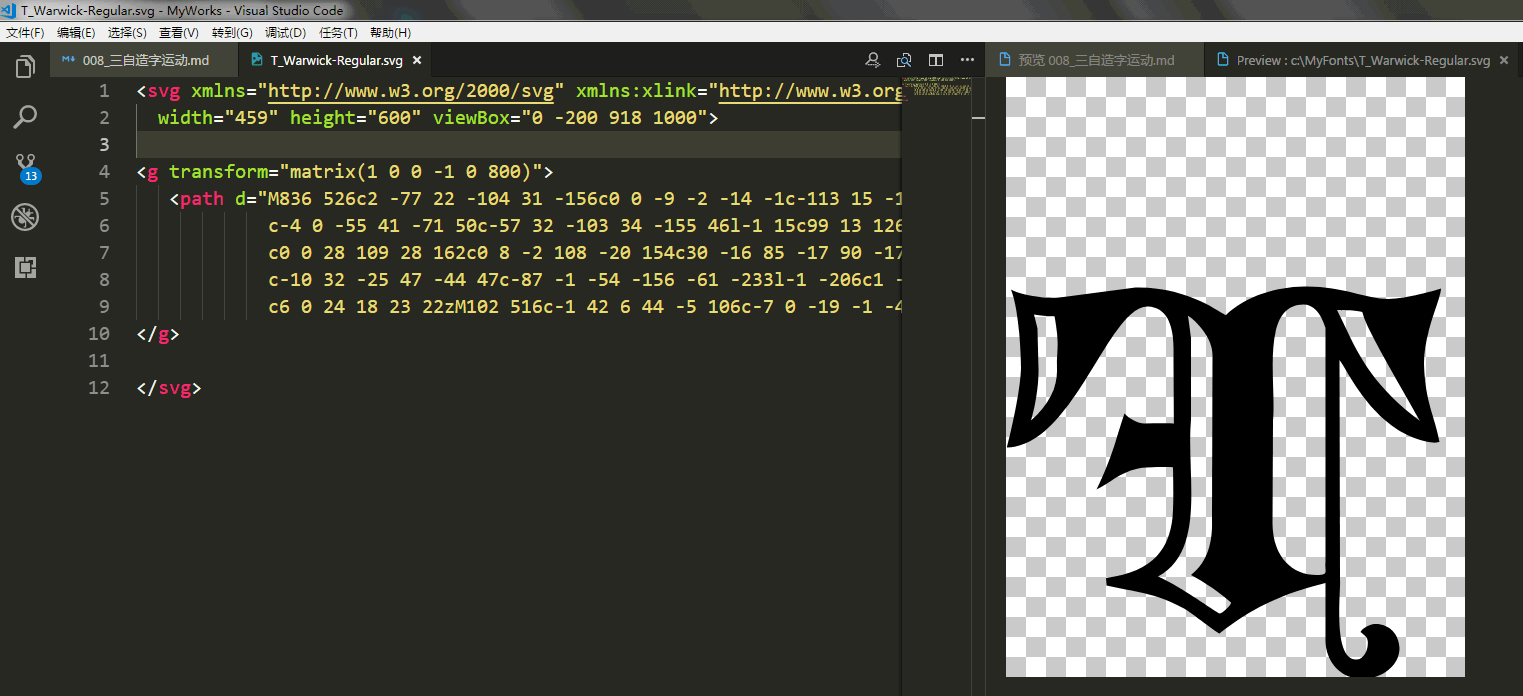 T_Warwick-Regular.svg - MyWorks - Visual Studio Code
文件(F) 编辑(E) 选择(S) 查看(V) 转到(G) 调试(D) 任务(T) 帮助(H)
008_三自造字运动.md T_Warwick-Regular.svg × 预览 008_三自造字运动.md Preview : c:\MyFonts\T_Warwick-Regular.svg ×
1 <svg xmlns="http://www.w3.org/2000/svg" xmlns:xlink="http://www.w3.org
2 width="459" height="600" viewBox="0 -200 918 1000">
3
4 <g transform="matrix(1 0 0 -1 0 800)">
5 <path d="M836 526c2 -77 22 -104 31 -156c0 0 -9 -2 -14 -1c-113 15 -1
6 c-4 0 -55 41 -71 50c-57 32 -103 34 -155 46l-1 15c99 13 126
7 c0 0 28 109 28 162c0 8 -2 108 -20 154c30 -16 85 -17 90 -17
8 c-10 32 -25 47 -44 47c-87 -1 -54 -156 -61 -233l-1 -206c1 -
9 c6 0 24 18 23 22zM102 516c-1 42 6 44 -5 106c-7 0 -19 -1 -4
10 </g>
11
12 </svg>
13
T